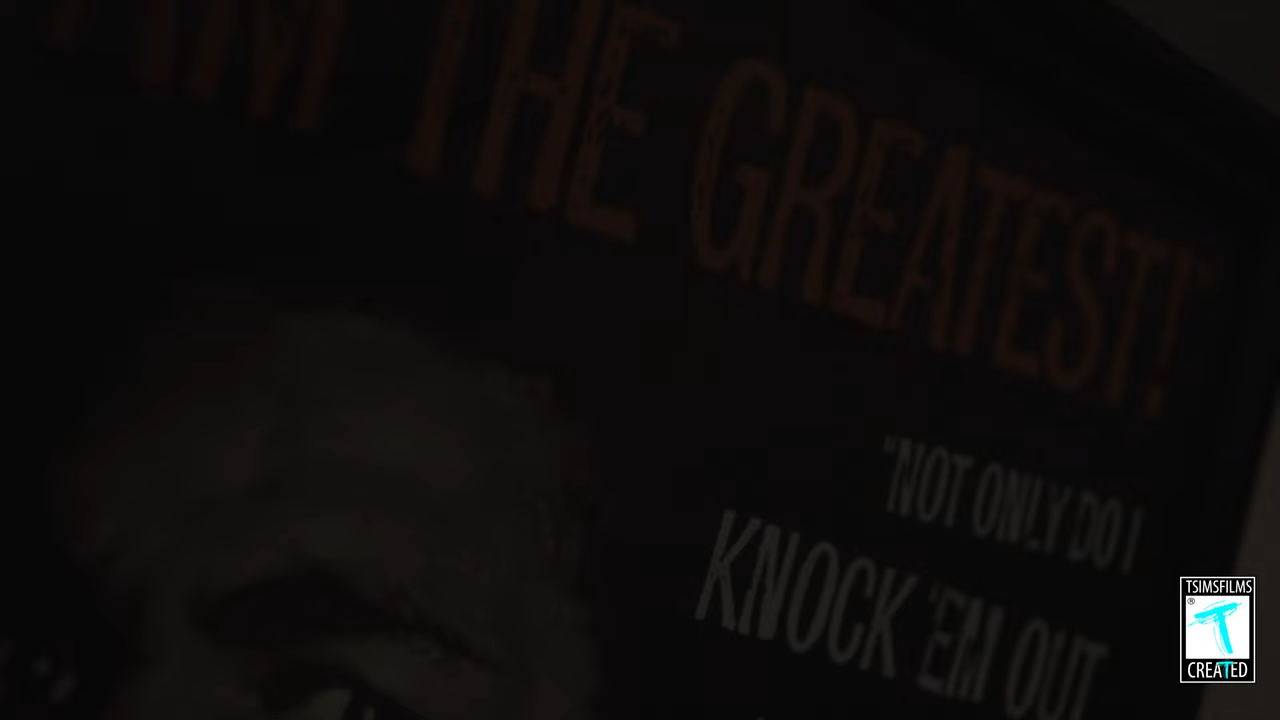 THE GREATEST!"
"NOT ONLY DO I
KNOCK 'EM OUT
TSIMSFILMS
®
T
CREATED